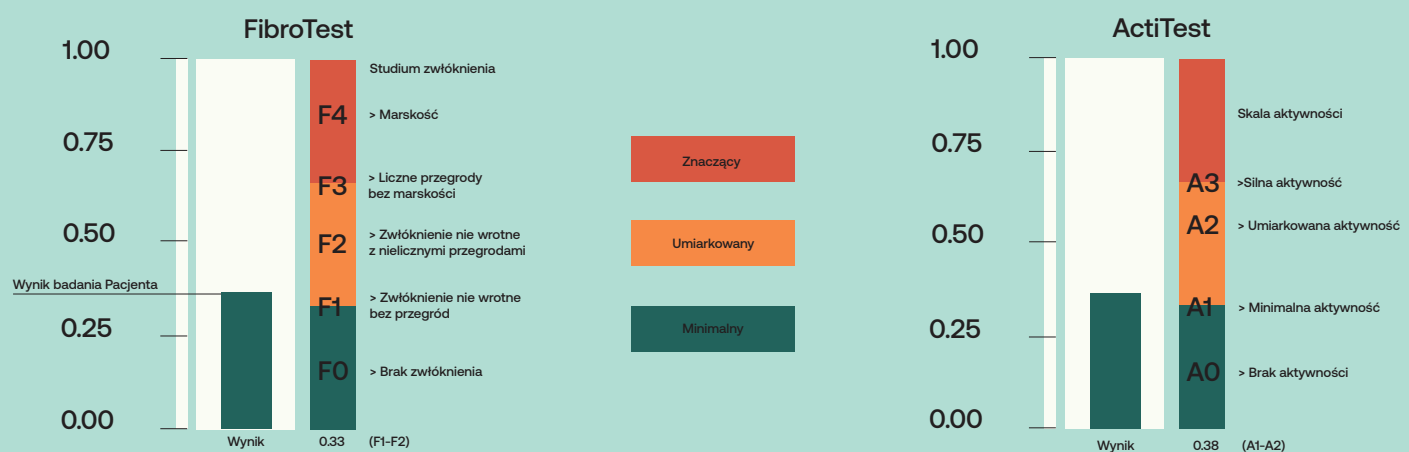 FibroTest
1.00
0.75
0.50
0.25
0.00
Wynik badania Pacjenta
F4
F3
F2
F1
F0
Studium zwłóknienia
> Marskość
> Liczne przegrody
bez marskości
> Zwłóknienie nie wrotne
z nielicznymi przegrodami
> Zwłóknienie nie wrotne
bez przegród
> Brak zwłóknienia
Wynik 0.33 (F1-F2)
Znaczący
Umiarkowany
Minimalny
ActiTest
1.00
0.75
0.50
0.25
0.00
A3
A2
A1
A0
Skala aktywności
>Silna aktywność
> Umiarkowana aktywność
> Minimalna aktywność
> Brak aktywności
Wynik 0.38 (A1-A2)